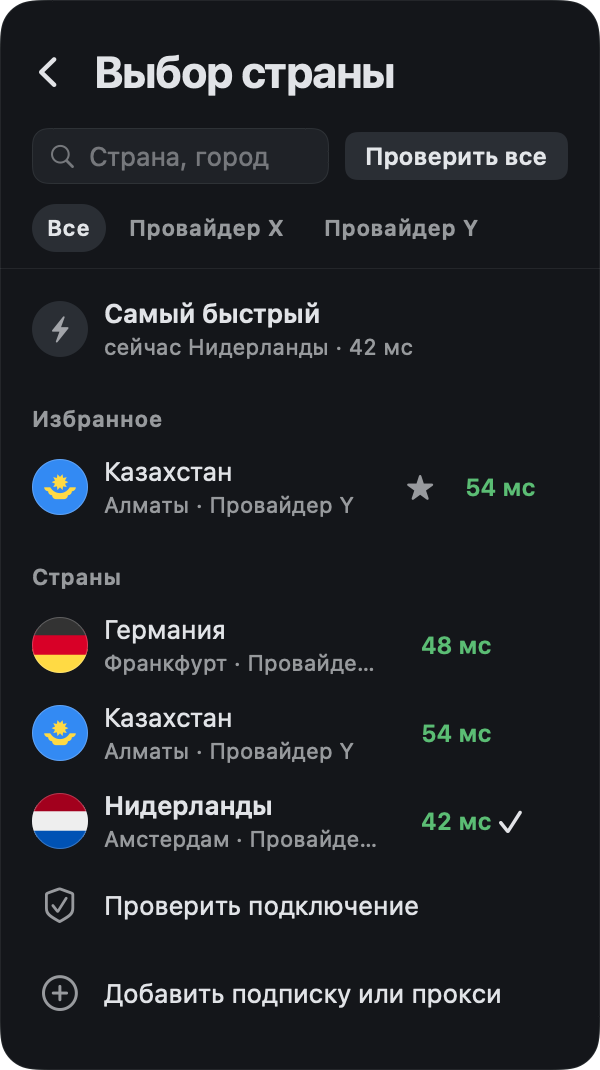 Выбор страны
Страна, город
Проверить все
Все
Провайдер X
Провайдер Y
Самый быстрый
сейчас Нидерланды · 42 мс
Избранное
Казахстан
Алматы · Провайдер Y
54 мс
Страны
Германия
Франкфурт · Провайде...
48 мс
Казахстан
Алматы · Провайдер Y
54 мс
Нидерланды
Амстердам · Провайде...
42 мс
Проверить подключение
Добавить подписку или прокси